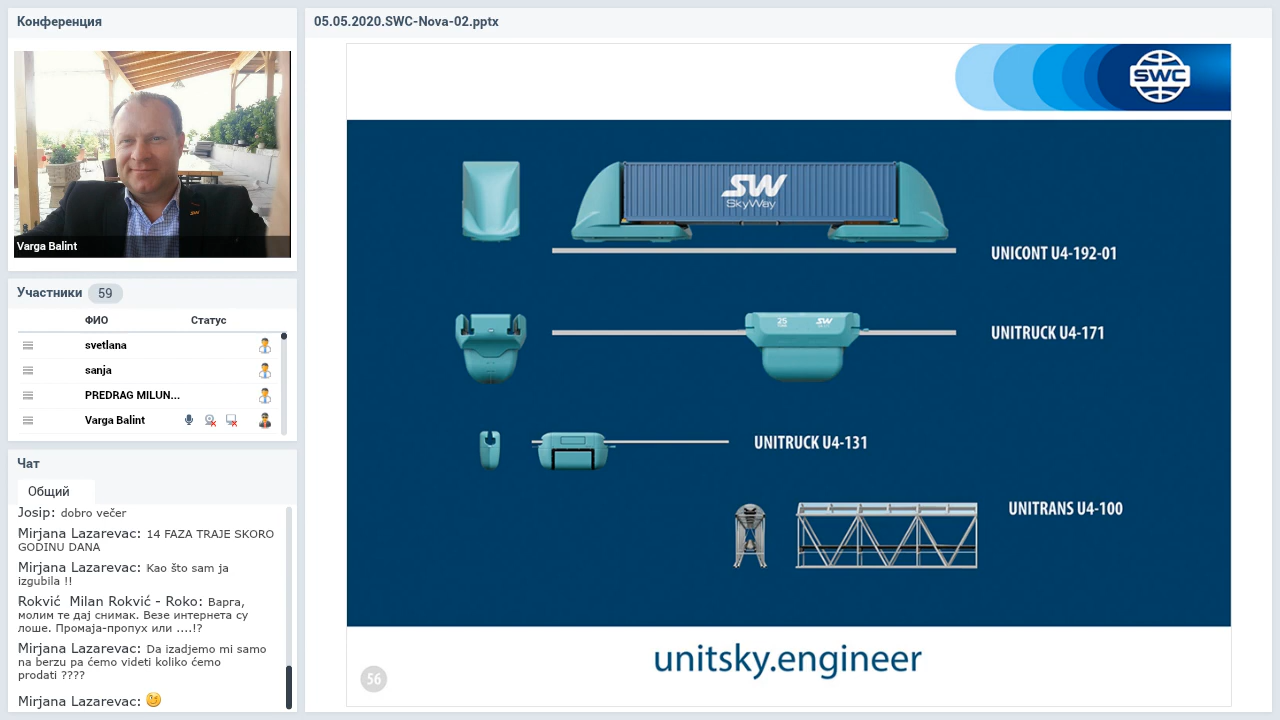 Конференция
Varga Balint
Участники 59
ФИО Статус
svetlana
sanja
PREDRAG MILUN...
Varga Balint
Чат
Общий
Josip: dobro večer
Mirjana Lazarevac: 14 FAZA TRAJE SKORO
GODINU DANA
Mirjana Lazarevac: Kao što sam ja
izgubila !!
Rokvić  Milan Rokvić - Roko: Варга,
молим те дај снимак. Везе интернета су
лоше. Промаја-пропух или ....!?
Mirjana Lazarevac: Da izadjemo mi samo
na berzu pa ćemo videti koliko ćemo
prodati ????
Mirjana Lazarevac:
05.05.2020.SWC-Nova-02.pptx
SWC
SW
SkyWay
UNICONT U4-192-01
25
SW
UNITRUCK U4-171
UNITRUCK U4-131
UNITRANS U4-100
unitsky.engineer
56